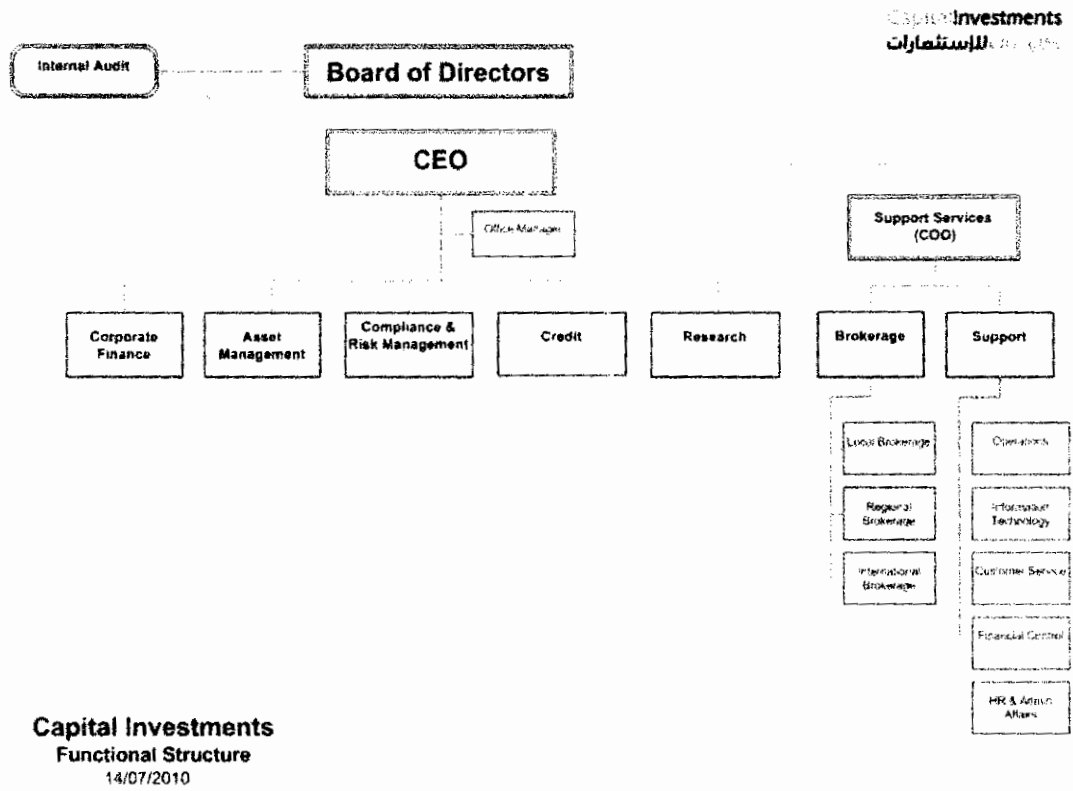 Capital Investments
للإستثمارات
Internal Audit
Board of Directors
CEO
Office Manager
Support Services
(COO)
Corporate
Finance
Asset
Management
Compliance &
Risk Management
Credit
Research
Brokerage
Support
Local Brokerage
Regional
Brokerage
International
Brokerage
Operations
Information
Technology
Customer Service
Financial Control
HR & Admin
Affairs
Capital Investments
Functional Structure
14/07/2010